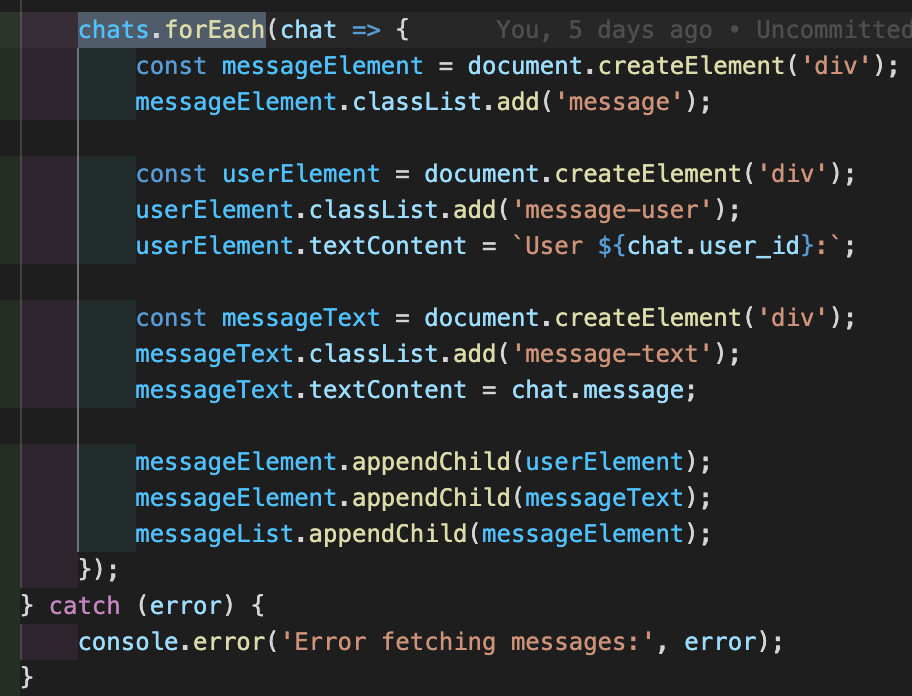 chats.forEach(chat => {    You, 5 days ago • Uncommitted
    const messageElement = document.createElement('div');
    messageElement.classList.add('message');
    const userElement = document.createElement('div');
    userElement.classList.add('message-user');
    userElement.textContent = `User ${chat.user_id}:`;
    const messageText = document.createElement('div');
    messageText.classList.add('message-text');
    messageText.textContent = chat.message;
    messageElement.appendChild(userElement);
    messageElement.appendChild(messageText);
    messageList.appendChild(messageElement);
});
} catch (error) {
    console.error('Error fetching messages:', error);
}